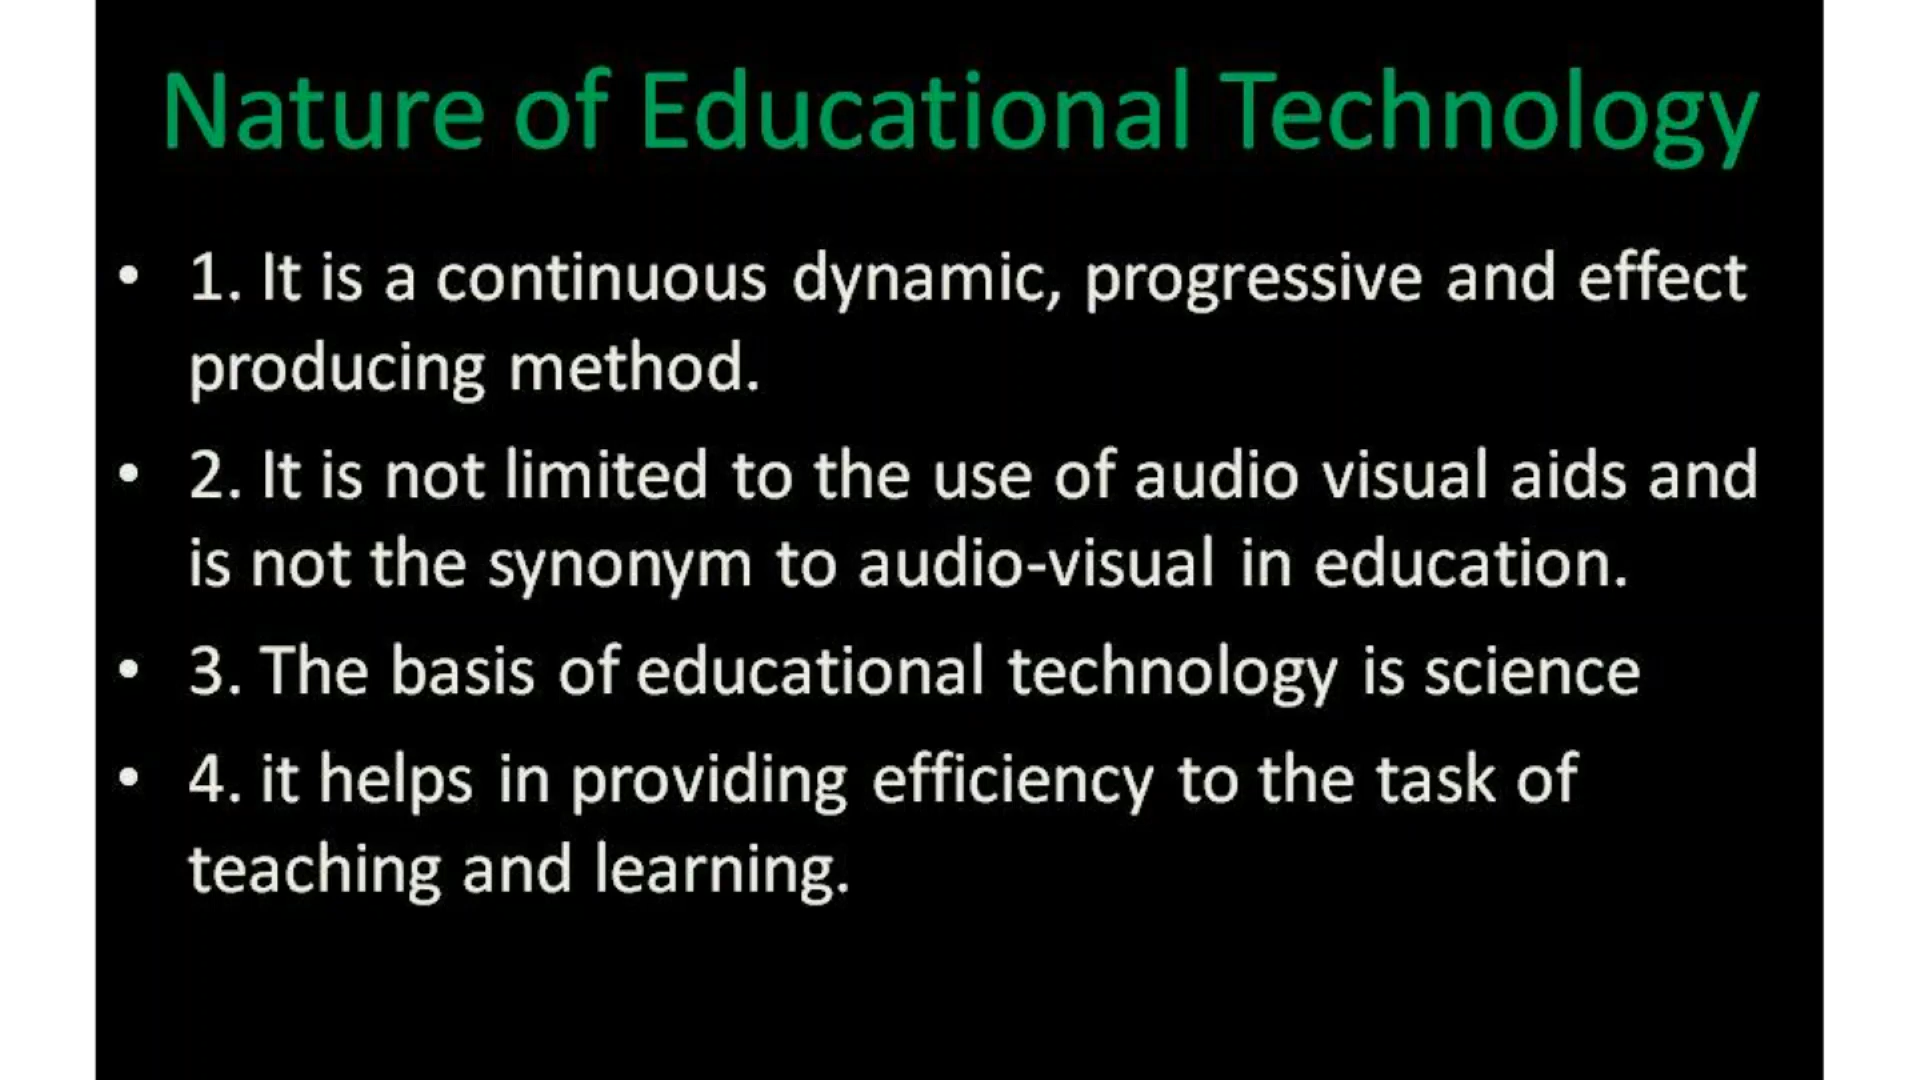 Nature of Educational Technology
• 1. It is a continuous dynamic, progressive and effect
producing method.
• 2. It is not limited to the use of audio visual aids and
is not the synonym to audio-visual in education.
• 3. The basis of educational technology is science
• 4. it helps in providing efficiency to the task of
teaching and learning.